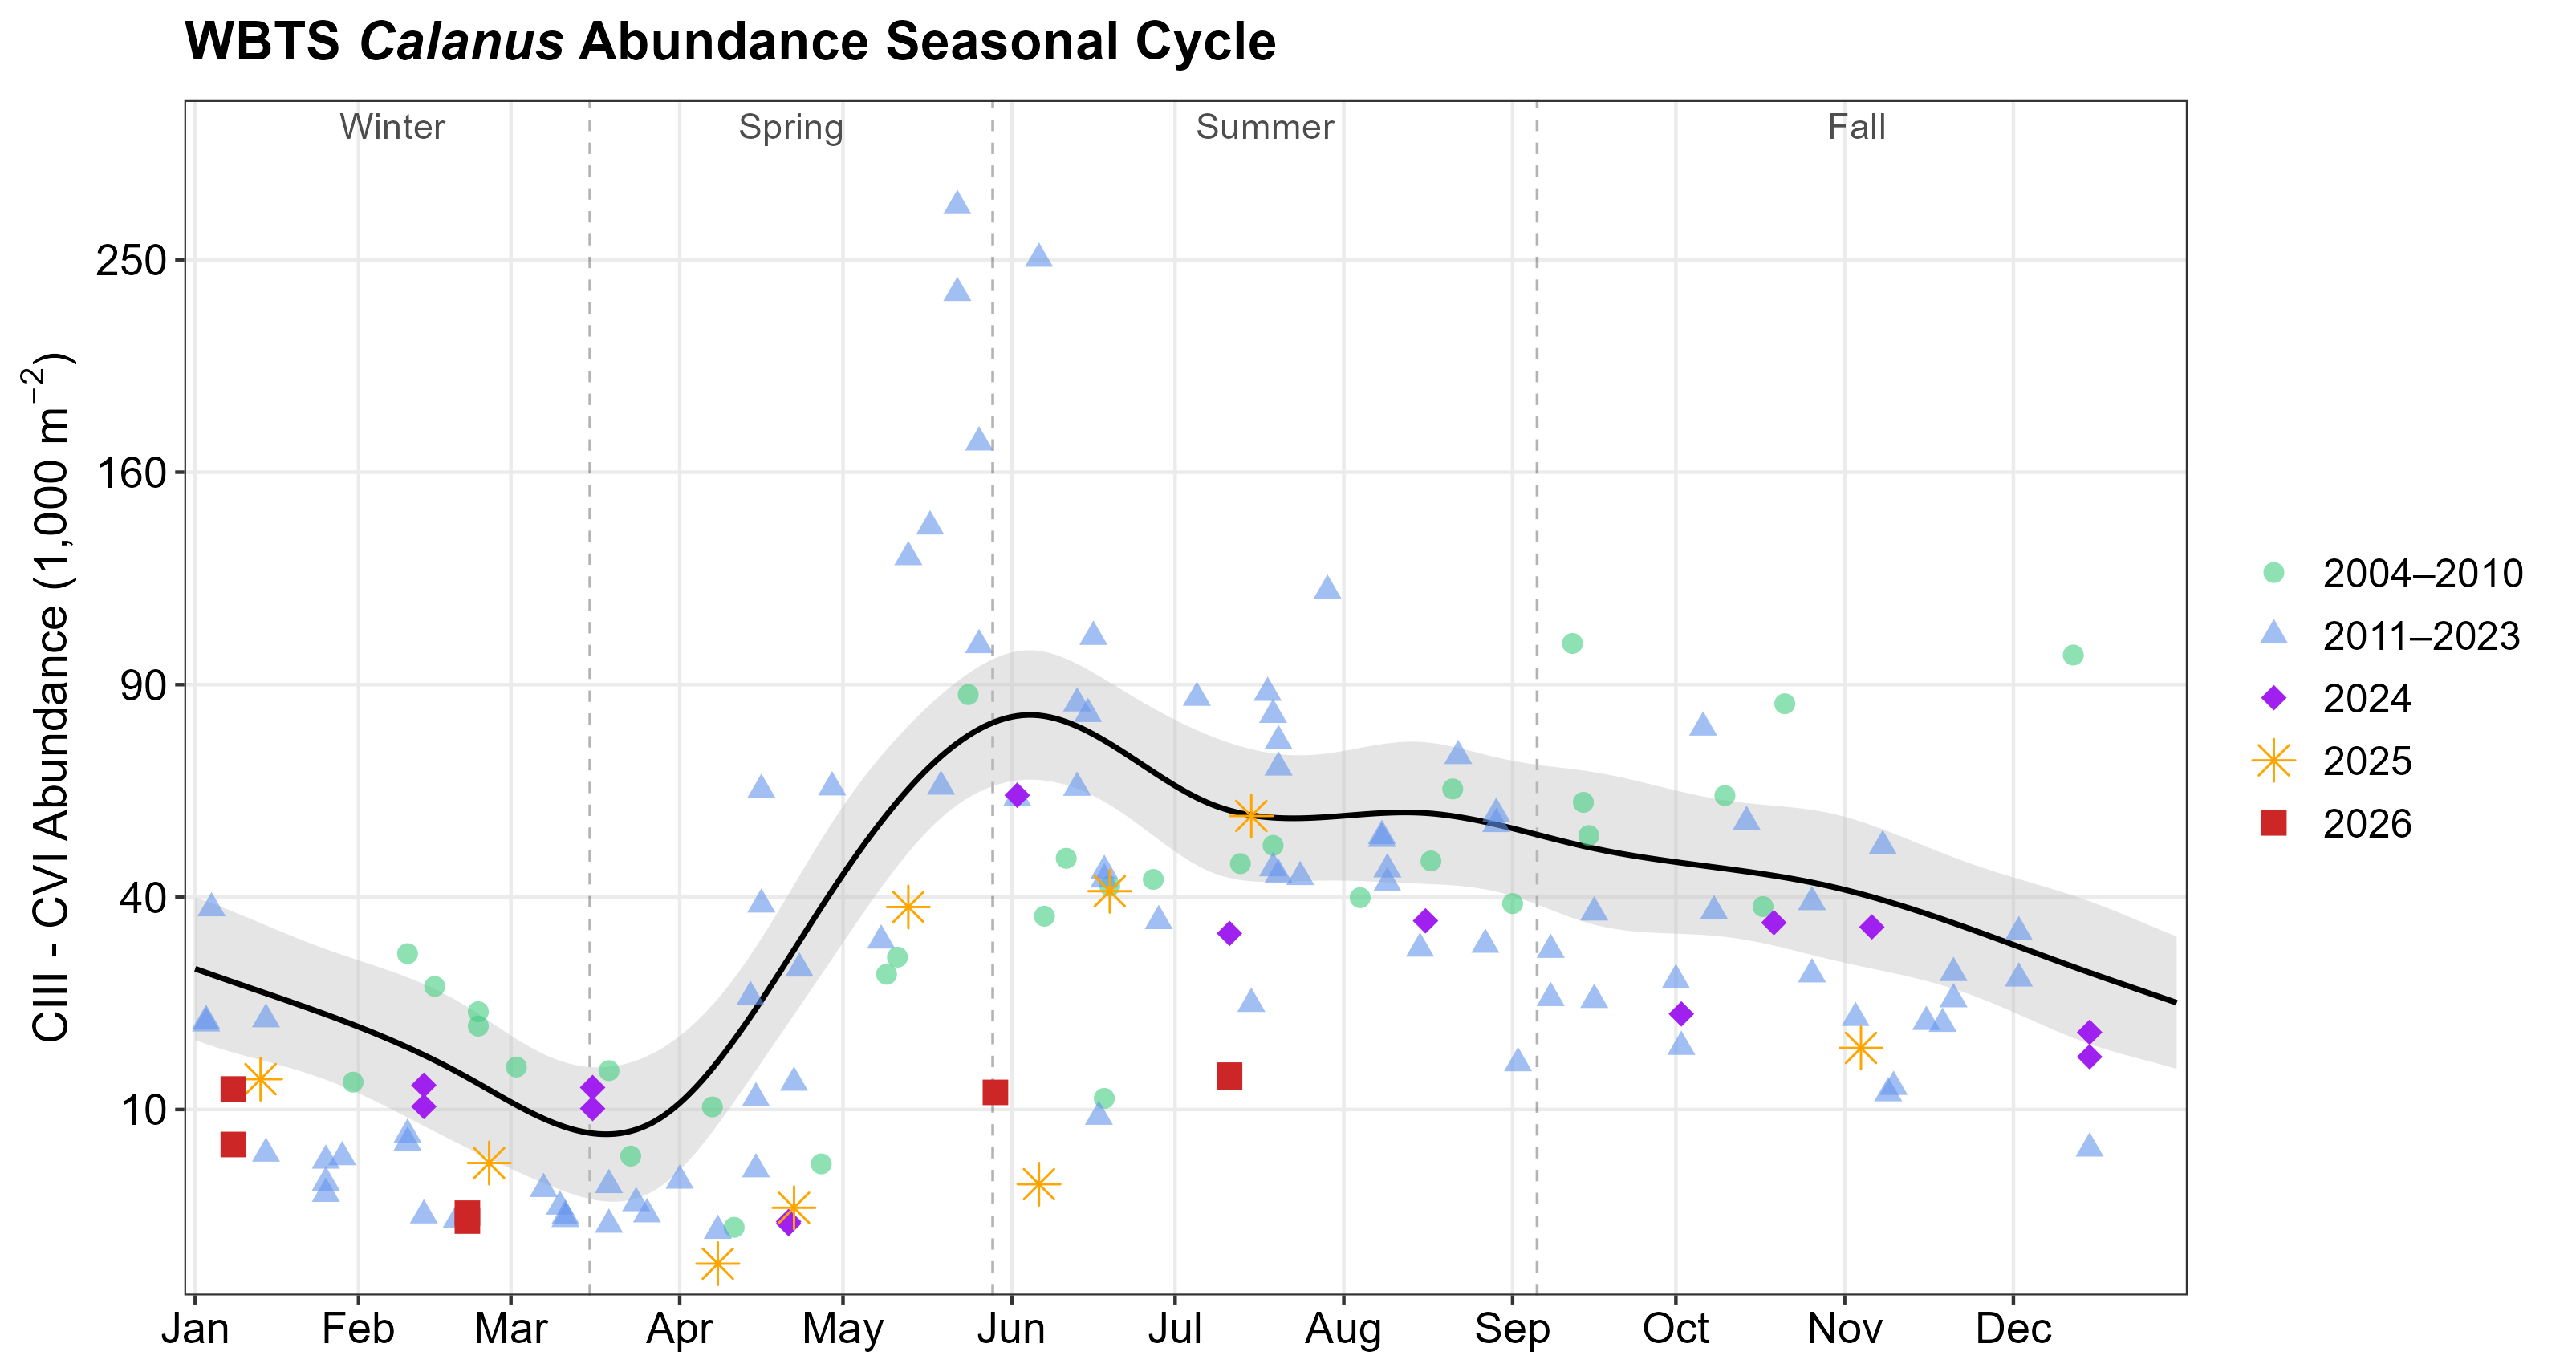 WBTS Calanus Abundance Seasonal Cycle
Winter Spring Summer Fall
CIII - CVI Abundance (1,000 m⁻²)
250
160
90
40
10
Jan Feb Mar Apr May Jun Jul Aug Sep Oct Nov Dec
2004–2010
2011–2023
2024
2025
2026